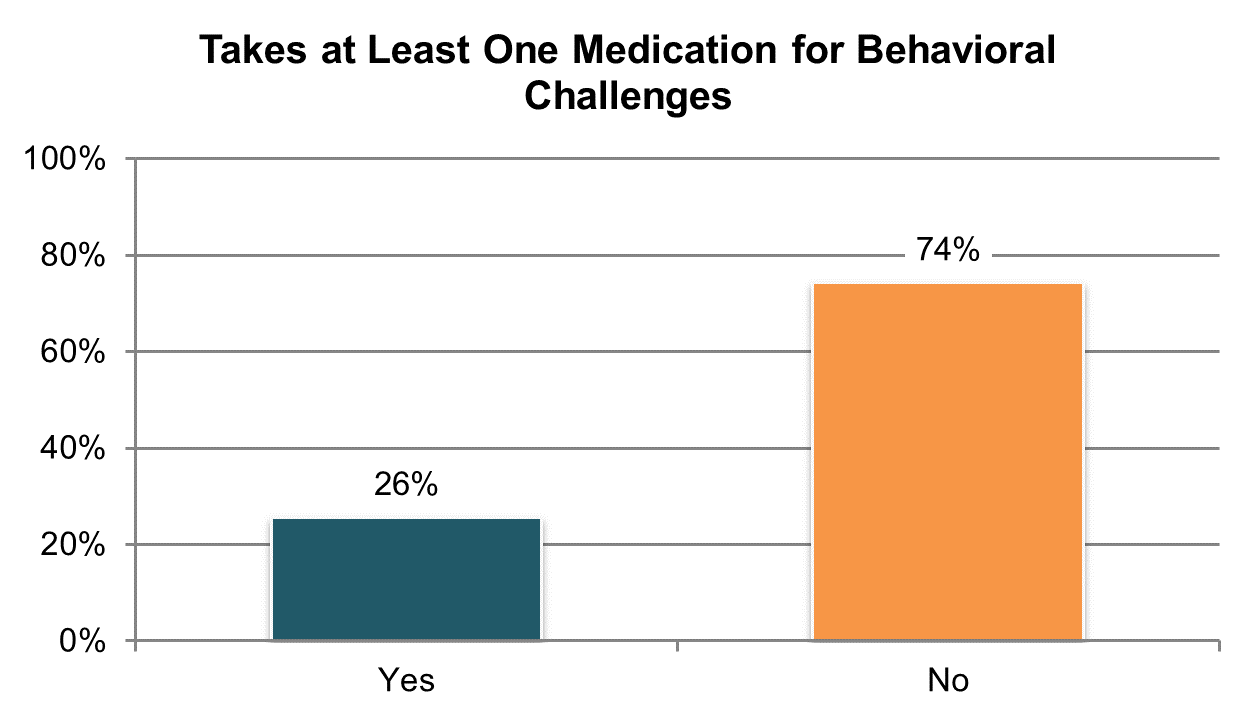 Takes at Least One Medication for Behavioral
Challenges
100%
80%
74%
60%
40%
26%
20%
0%
Yes
No